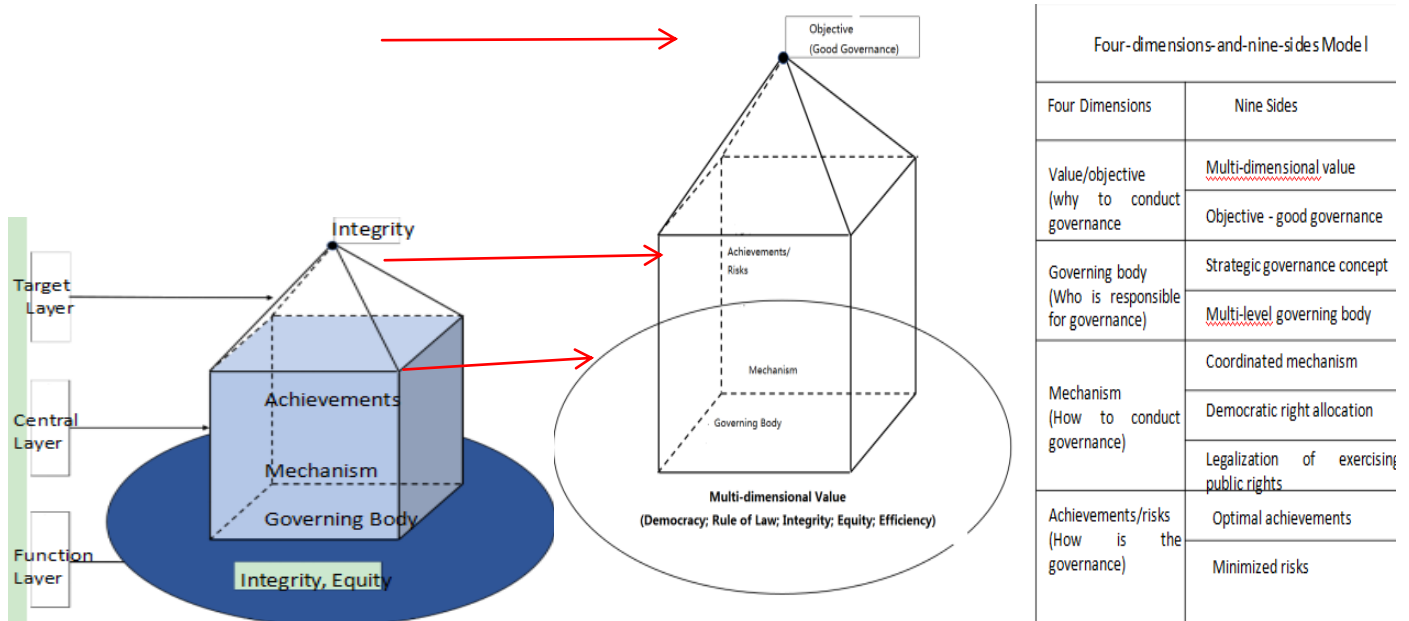 Integrity
Target
Layer
Achievements
Central
Layer
Mechanism
Governing Body
Function
Layer
Integrity, Equity
Objective
(Good Governance)
Achievements/
Risks
Mechanism
Governing Body
Multi-dimensional Value
(Democracy; Rule of Law; Integrity; Equity; Efficiency)
Four-dimensions-and-nine-sides Model
Four Dimensions
Nine Sides
Value/objective
(why to conduct
governance
Multi-dimensional value
Objective - good governance
Governing body
(Who is responsible
for governance)
Strategic governance concept
Multi-level governing body
Mechanism
(How to conduct
governance)
Coordinated mechanism
Democratic right allocation
Legalization of exercising
public rights
Achievements/risks
(How is the
governance)
Optimal achievements
Minimized risks